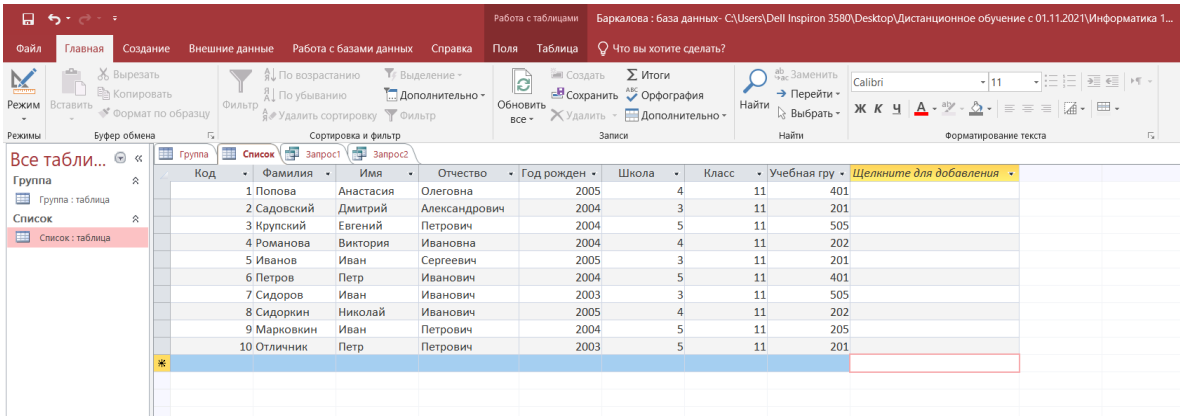 Работа с таблицами Баркалова : база данных- C:\Users\Dell Inspiron 3580\Desktop\Дистанционное обучение с 01.11.2021\Информатика 1...
Файл Главная Создание Внешние данные Работа с базами данных Справка Поля Таблица Что вы хотите сделать?
Режим
Режимы
Вставить
Вырезать
Копировать
Формат по образцу
Буфер обмена
Фильтр
По возрастанию
По убыванию
Удалить сортировку
Выделение
Дополнительно
Фильтр
Сортировка и фильтр
Обновить
все
Создать
Сохранить
Удалить
Итоги
Орфография
Дополнительно
Записи
Найти
Заменить
Перейти
Выбрать
Найти
Calibri 11
Ж К Ч А
Форматирование текста
Все табли...
Группа
Группа : таблица
Список
Список : таблица
Группа Список Запрос1 Запрос2
Код Фамилия Имя Отчество Год рожден Школа Класс Учебная гру Щелкните для добавления
1 Попова Анастасия Олеговна 2005 4 11 401
2 Садовский Дмитрий Александрович 2004 3 11 201
3 Крупский Евгений Петрович 2004 5 11 505
4 Романова Виктория Ивановна 2004 4 11 202
5 Иванов Иван Сергеевич 2005 3 11 201
6 Петров Петр Иванович 2004 5 11 401
7 Сидоров Иван Иванович 2003 3 11 505
8 Сидоркин Николай Иванович 2005 4 11 202
9 Марковкин Иван Петрович 2004 5 11 205
10 Отличник Петр Петрович 2003 5 11 201